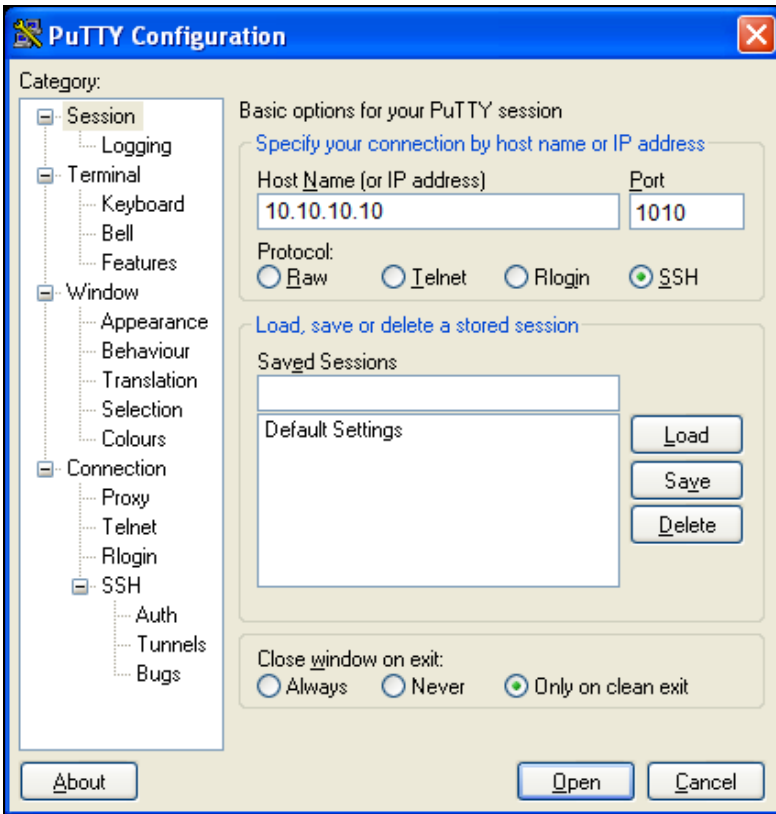 PuTTY Configuration
Category:
Session
Logging
Terminal
Keyboard
Bell
Features
Window
Appearance
Behaviour
Translation
Selection
Colours
Connection
Proxy
Telnet
Rlogin
SSH
Auth
Tunnels
Bugs
Basic options for your PuTTY session
Specify your connection by host name or IP address
Host Name (or IP address) Port
10.10.10.10 1010
Protocol:
Raw Telnet Rlogin SSH
Load, save or delete a stored session
Saved Sessions
Default Settings
Load
Save
Delete
Close window on exit:
Always Never Only on clean exit
About Open Cancel